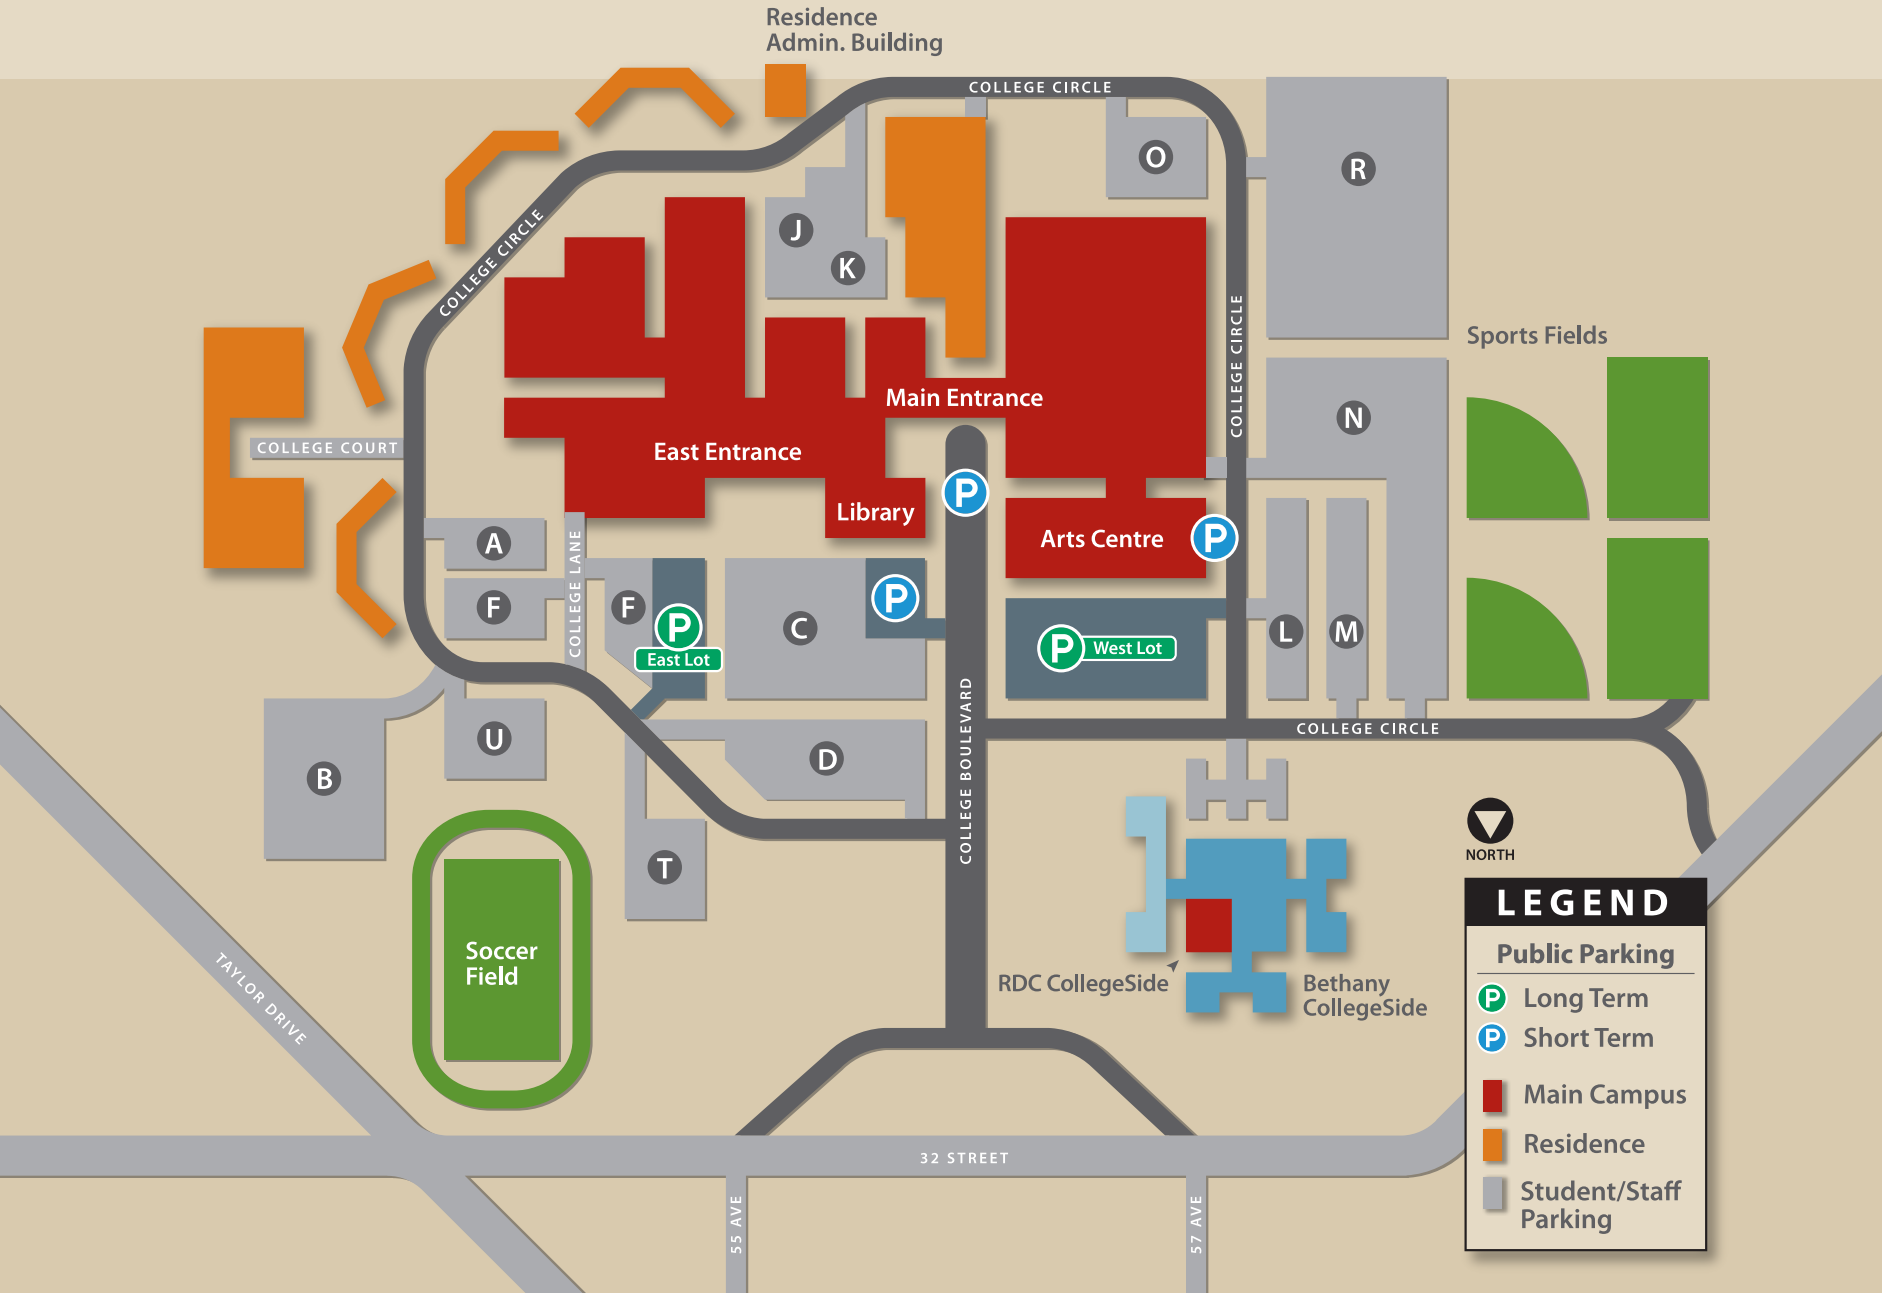 Residence
Admin. Building
COLLEGE CIRCLE
O
R
J
K
COLLEGE CIRCLE
COLLEGE CIRCLE
Sports Fields
Main Entrance
N
COLLEGE COURT
East Entrance
P
Library
Arts Centre
P
A
COLLEGE LANE
F
F
P
East Lot
C
P
P
West Lot
L
M
COLLEGE BOULEVARD
COLLEGE CIRCLE
B
U
D
T
NORTH
Soccer
Field
TAYLOR DRIVE
RDC CollegeSide
Bethany
CollegeSide
LEGEND
Public Parking
P Long Term
P Short Term
Main Campus
Residence
Student/Staff
Parking
32 STREET
55 AVE
57 AVE